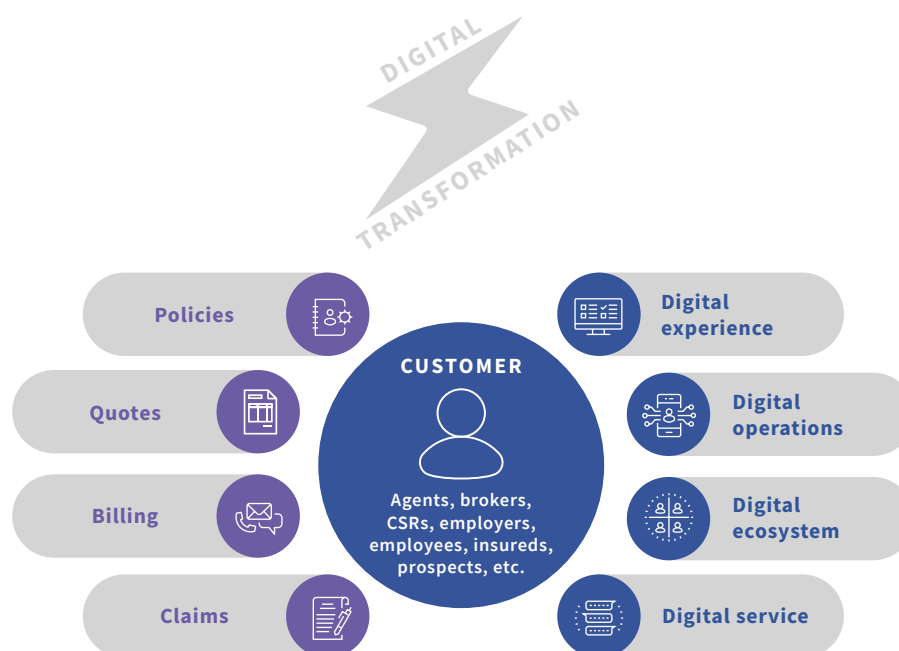 DIGITAL
TRANSFORMATION
Policies
Quotes
Billing
Claims
CUSTOMER
Agents, brokers,
CSRs, employers,
employees, insureds,
prospects, etc.
Digital
experience
Digital
operations
Digital
ecosystem
Digital service